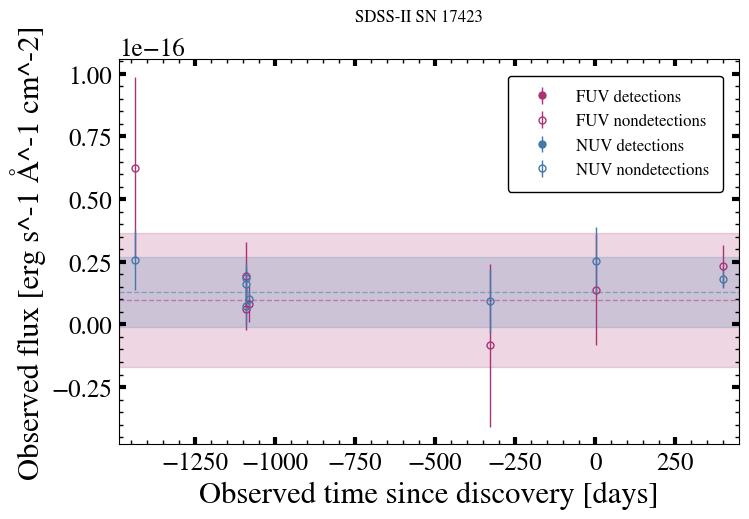 SDSS-II SN 17423
1e−16
1.00
0.75
0.50
0.25
0.00
−0.25
Observed flux [erg s^-1 Å^-1 cm^-2]
FUV detections
FUV nondetections
NUV detections
NUV nondetections
−1250 −1000 −750 −500 −250 0 250
Observed time since discovery [days]